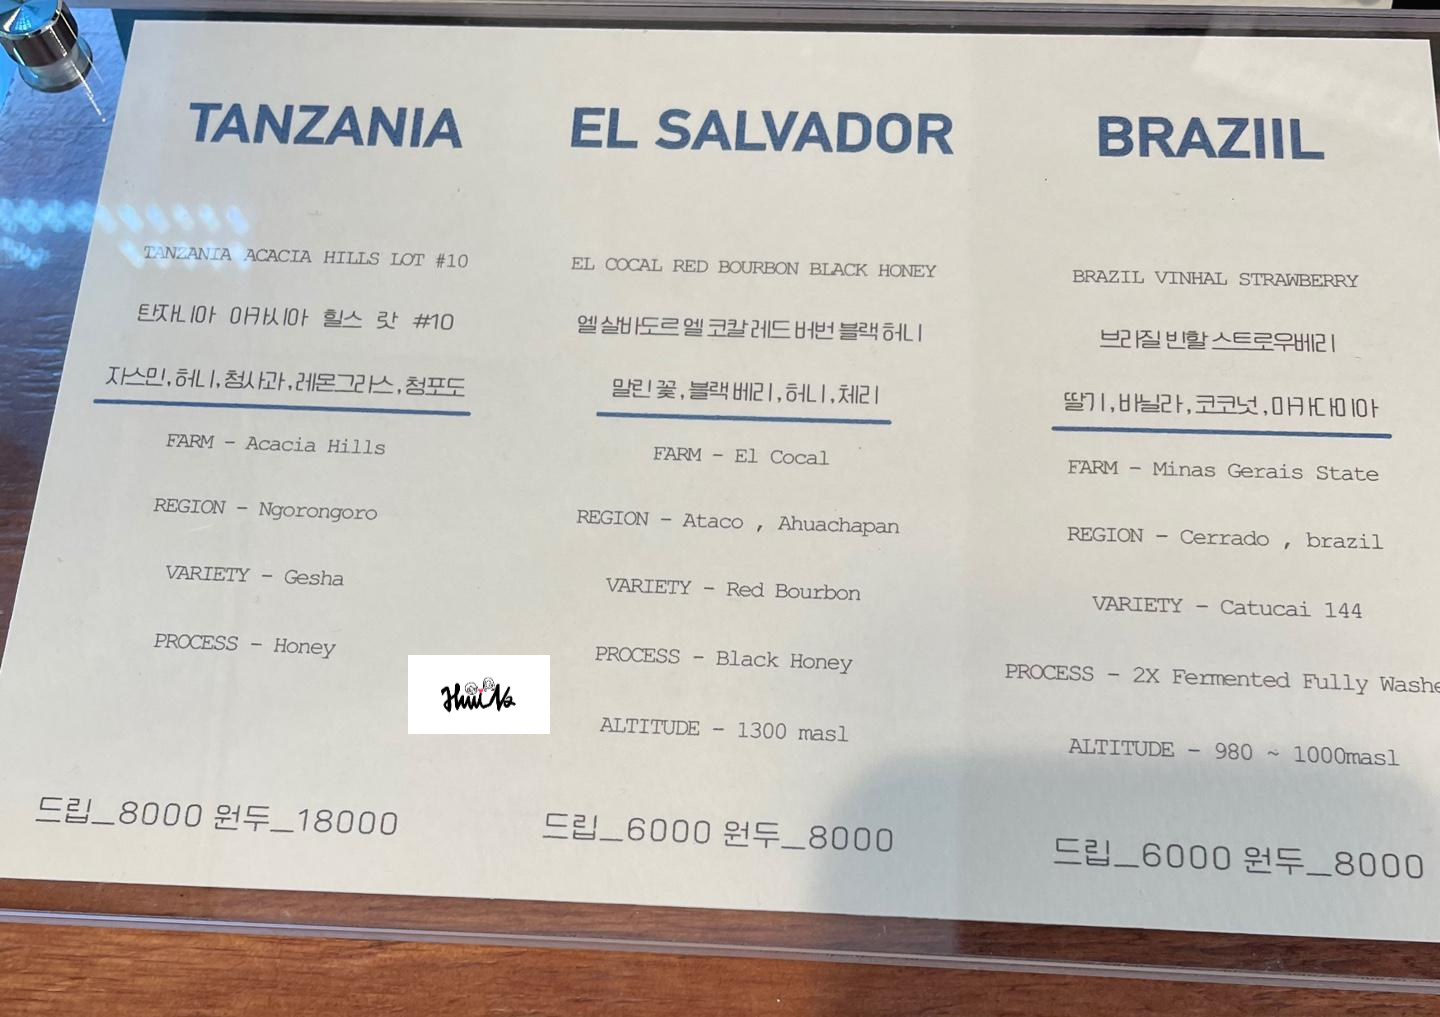 TANZANIA
TANZANIA ACACIA HILLS LOT #10
탄자니아 아카시아 힐스 랏 #10
자스민,허니,청사과,레몬그라스,청포도
FARM - Acacia Hills
REGION - Ngorongoro
VARIETY - Gesha
PROCESS - Honey
드립_8000 원두_18000
EL SALVADOR
EL COCAL RED BOURBON BLACK HONEY
엘살바도르 엘 코칼 레드 버번 블랙 허니
말린 꽃,블랙베리,허니,체리
FARM - El Cocal
REGION - Ataco , Ahuachapan
VARIETY - Red Bourbon
PROCESS - Black Honey
ALTITUDE - 1300 masl
드립_6000 원두_8000
BRAZIIL
BRAZIL VINHAL STRAWBERRY
브라질 빈할 스트로우베리
딸기,바닐라,코코넛,마카다미아
FARM - Minas Gerais State
REGION - Cerrado , brazil
VARIETY - Catucai 144
PROCESS - 2X Fermented Fully Washe
ALTITUDE - 980 ~ 1000masl
드립_6000 원두_8000